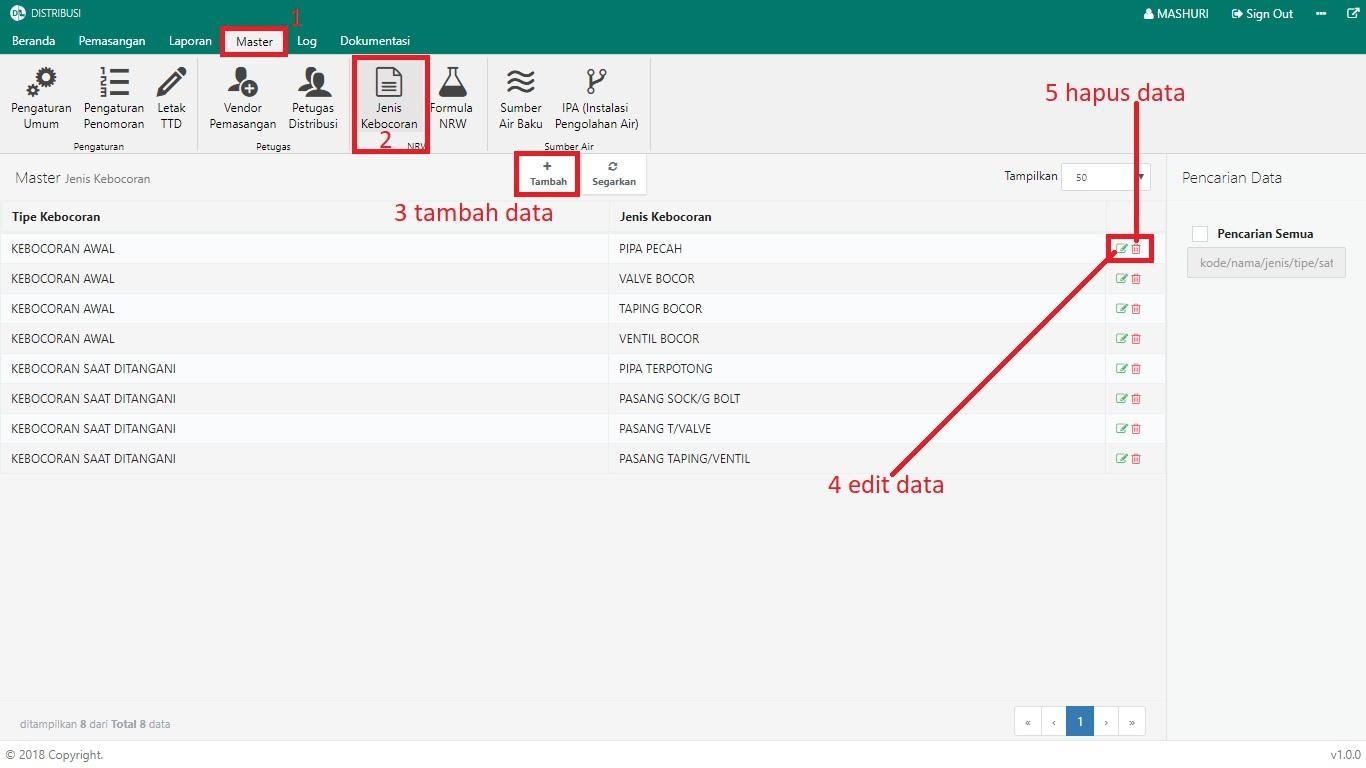 DISTRIBUSI
MASHURI Sign Out
Beranda Pemasangan Laporan Master Log Dokumentasi
1
Pengaturan Umum
Pengaturan Penomoran
Letak TTD
Pengaturan
Vendor Pemasangan
Petugas Distribusi
Petugas
Jenis Kebocoran
2
Formula NRW
NRW
Sumber Air Baku
IPA (Instalasi Pengolahan Air)
Sumber Air
5 hapus data
Master Jenis Kebocoran
Tambah
Segarkan
Tampilkan 50
Pencarian Data
3 tambah data
Tipe Kebocoran Jenis Kebocoran
Pencarian Semua
kode/nama/jenis/tipe/sat
KEBOCORAN AWAL PIPA PECAH
KEBOCORAN AWAL VALVE BOCOR
KEBOCORAN AWAL TAPING BOCOR
KEBOCORAN AWAL VENTIL BOCOR
KEBOCORAN SAAT DITANGANI PIPA TERPOTONG
KEBOCORAN SAAT DITANGANI PASANG SOCK/G BOLT
KEBOCORAN SAAT DITANGANI PASANG T/VALVE
KEBOCORAN SAAT DITANGANI PASANG TAPING/VENTIL
4 edit data
ditampilkan 8 dari Total 8 data
« ‹ 1 › »
© 2018 Copyright. v1.0.0